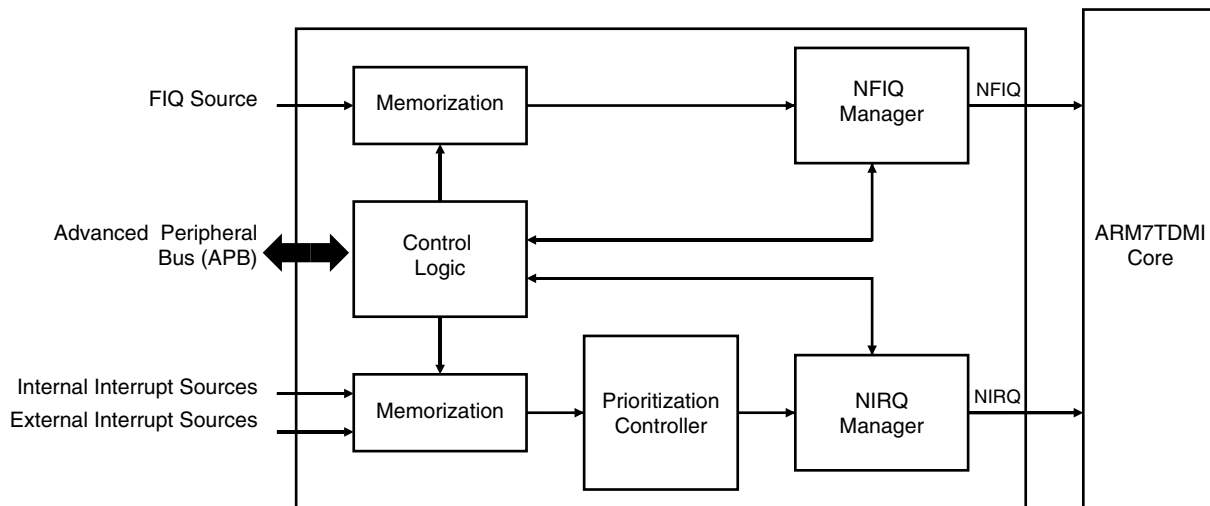 FIQ Source
Memorization
NFIQ
Manager
NFIQ
Advanced Peripheral
Bus (APB)
Control
Logic
ARM7TDMI
Core
Internal Interrupt Sources
External Interrupt Sources
Memorization
Prioritization
Controller
NIRQ
Manager
NIRQ